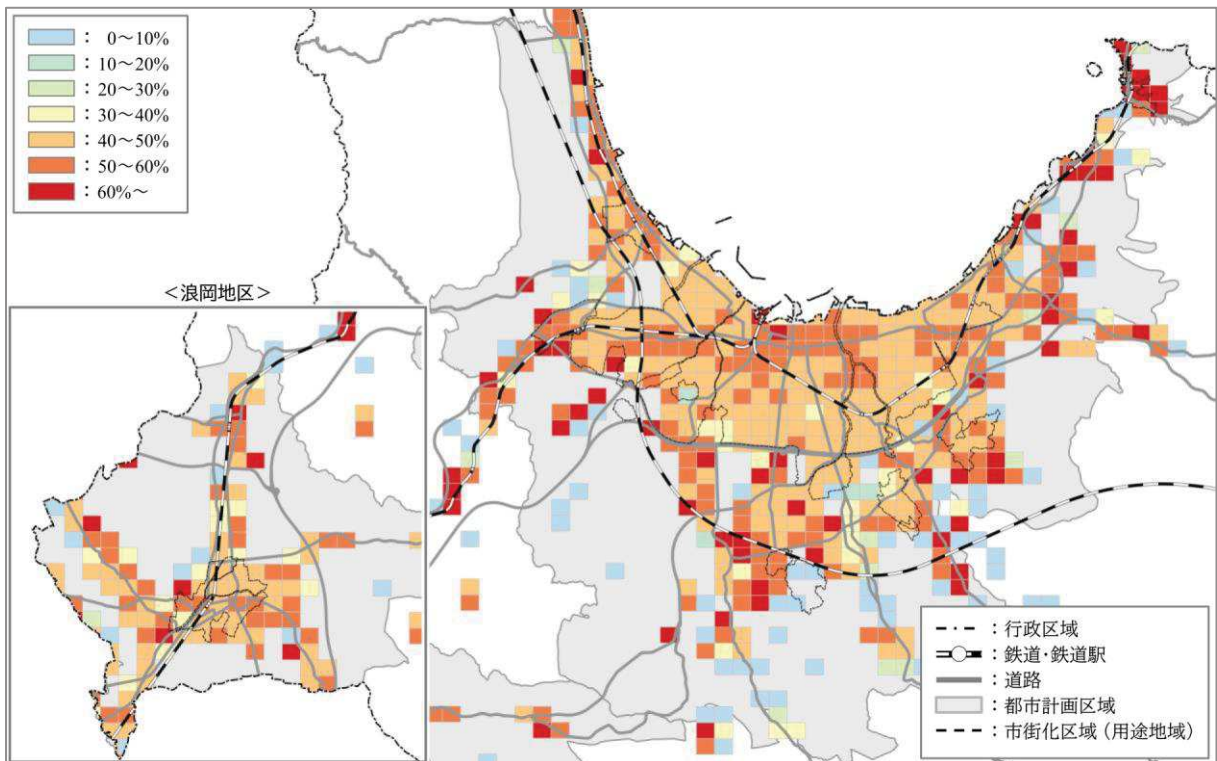 ： 0～10%
： 10～20%
： 20～30%
： 30～40%
： 40～50%
： 50～60%
： 60%～
＜浪岡地区＞
：行政区域
：鉄道・鉄道駅
：道路
：都市計画区域
：市街化区域（用途地域）